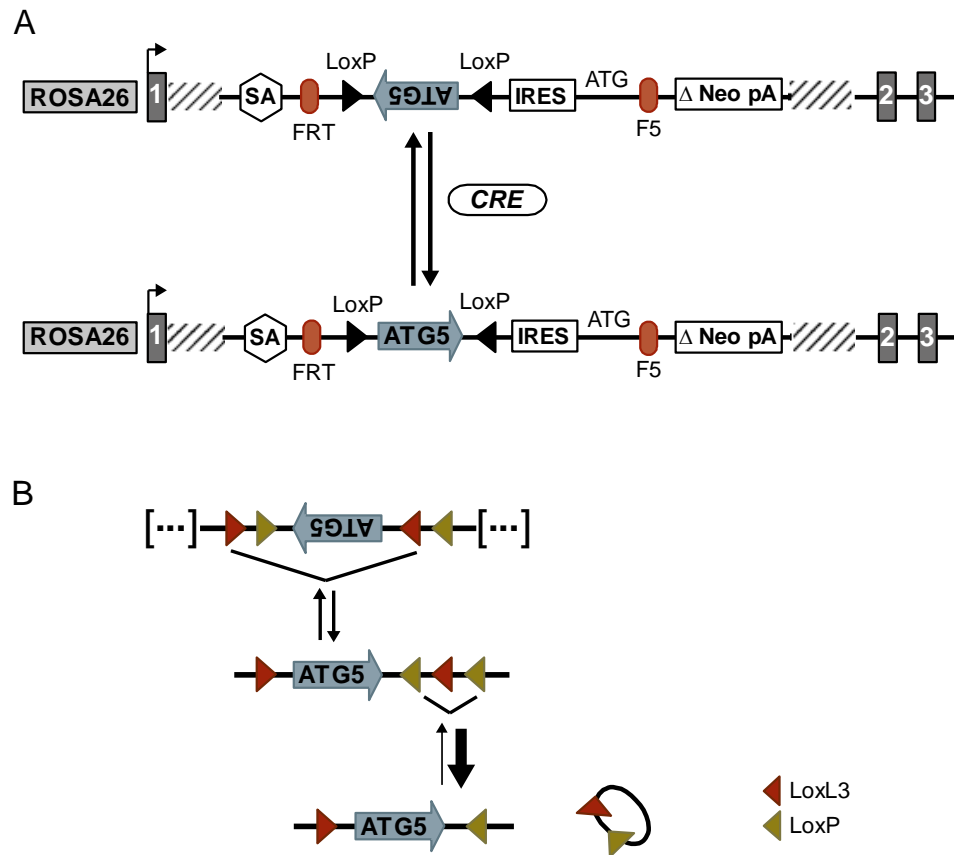 A
LoxP LoxP ATG
ROSA26 1 SA ATG5 IRES Δ Neo pA 2 3
FRT F5
CRE
LoxP LoxP ATG
ROSA26 1 SA ATG5 IRES Δ Neo pA 2 3
FRT F5
B
[...] ATG5 [...]
ATG5
ATG5
LoxL3
LoxP